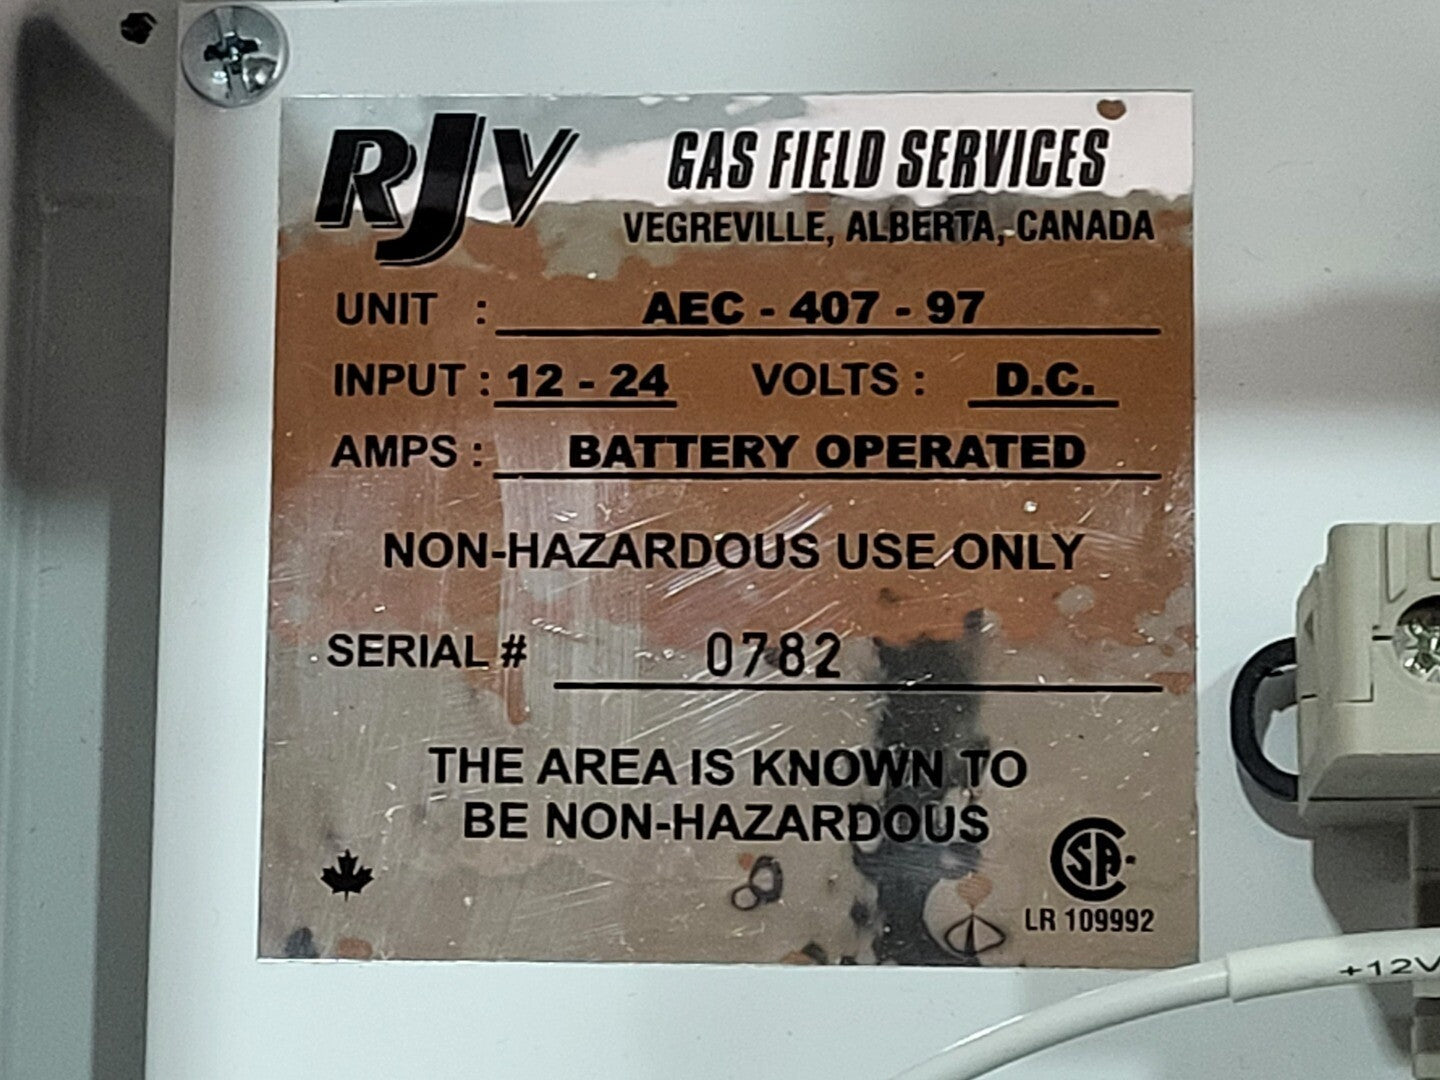 RJV
GAS FIELD SERVICES
VEGREVILLE, ALBERTA, CANADA
UNIT : AEC - 407 - 97
INPUT : 12 - 24 VOLTS : D.C.
AMPS : BATTERY OPERATED
NON-HAZARDOUS USE ONLY
SERIAL # 0782
THE AREA IS KNOWN TO
BE NON-HAZARDOUS
SA
LR 109992
+12V